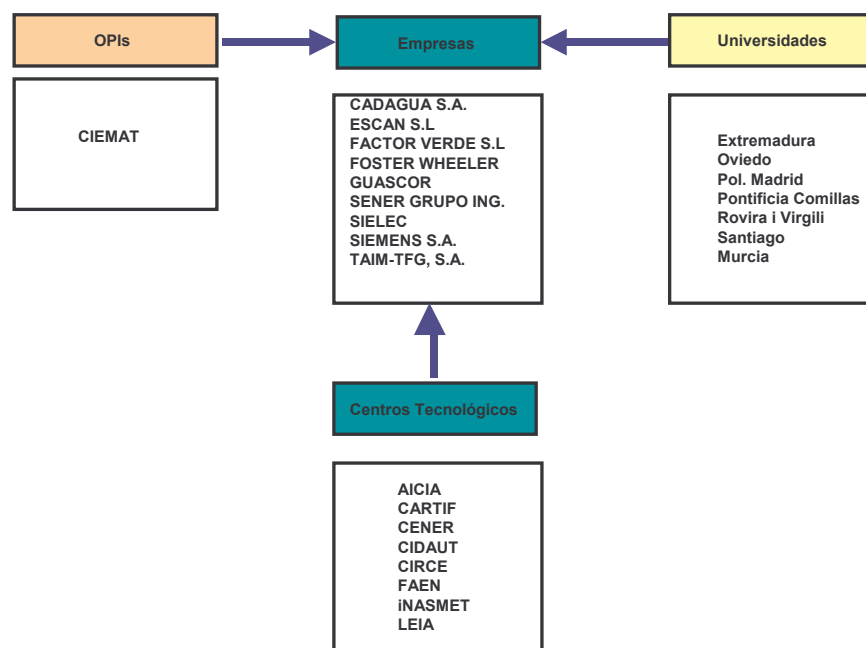 OPIs
Empresas
Universidades
CIEMAT
CADAGUA S.A.
ESCAN S.L
FACTOR VERDE S.L
FOSTER WHEELER
GUASCOR
SENER GRUPO ING.
SIELEC
SIEMENS S.A.
TAIM-TFG, S.A.
Extremadura
Oviedo
Pol. Madrid
Pontificia Comillas
Rovira i Virgili
Santiago
Murcia
Centros Tecnológicos
AICIA
CARTIF
CENER
CIDAUT
CIRCE
FAEN
iNASMET
LEIA